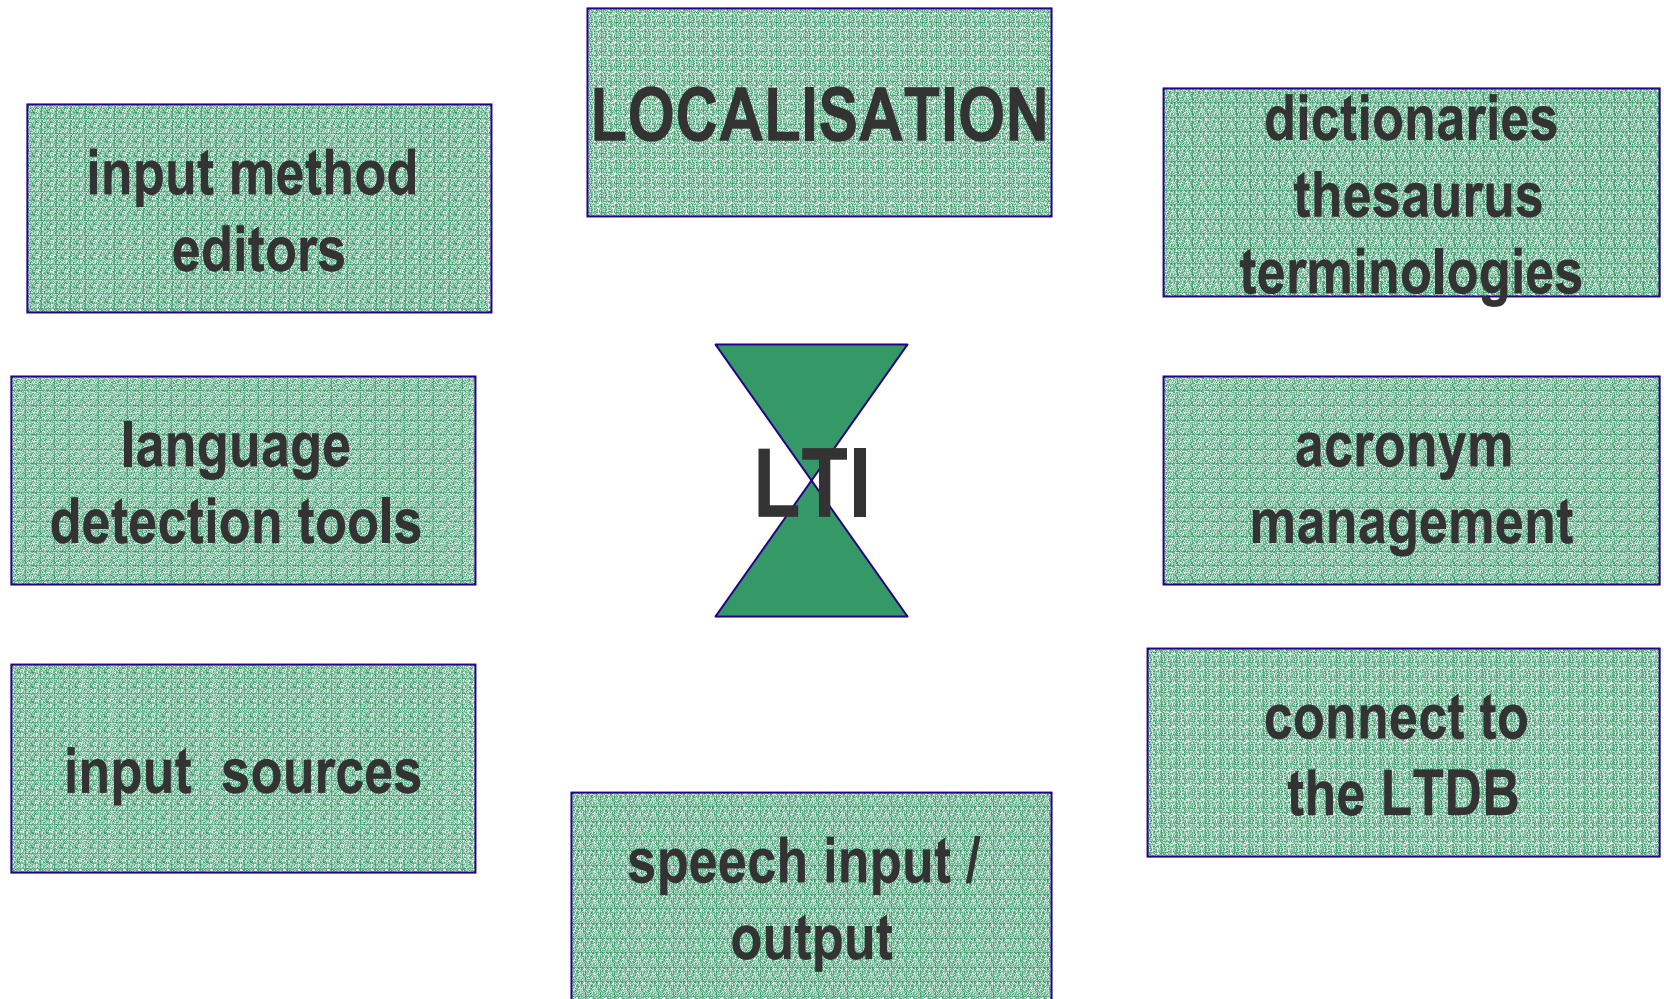 LOCALISATION
input method
editors
dictionaries
thesaurus
terminologies
language
detection tools
LTI
acronym
management
input  sources
connect to
the LTDB
speech input /
output